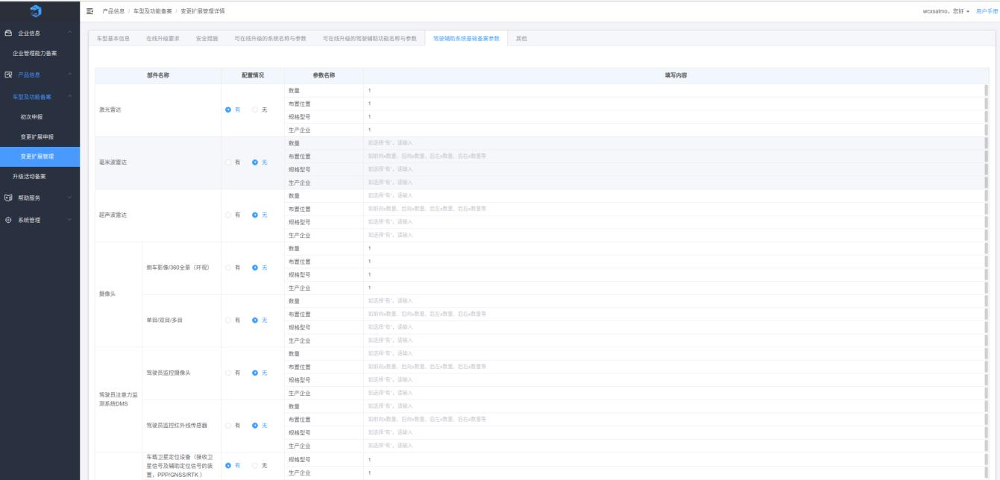 产品信息 / 车型及功能备案 / 变更扩展管理详情
wcxsaimo，您好
用户手册
企业信息
企业管理能力备案
产品信息
车型及功能备案
初次申报
变更扩展申报
变更扩展管理
升级活动备案
帮助服务
系统管理
车型基本信息 在线升级要求 安全措施 可在线升级的系统名称与参数 可在线升级的驾驶辅助功能名称与参数 驾驶辅助系统基础备案参数 其他
部件名称 配置情况 参数名称 填写内容
激光雷达 有 无
数量 1
布置位置 1
规格型号 1
生产企业 1
毫米波雷达 有 无
数量 如选择"有"，请输入
布置位置 如前向x数量、后向x数量、后左x数量、后右x数量等
规格型号 如选择"有"，请输入
生产企业 如选择"有"，请输入
超声波雷达 有 无
数量 如选择"有"，请输入
布置位置 如前向x数量、后向x数量、后左x数量、后右x数量等
规格型号 如选择"有"，请输入
生产企业 如选择"有"，请输入
摄像头
倒车影像/360全景（环视） 有 无
数量 1
布置位置 1
规格型号 1
生产企业 1
单目/双目/多目 有 无
数量 如选择"有"，请输入
布置位置 如前向x数量、后向x数量、后左x数量、后右x数量等
规格型号 如选择"有"，请输入
生产企业 如选择"有"，请输入
驾驶员注意力监
测系统DMS
驾驶员监控摄像头 有 无
数量 如选择"有"，请输入
布置位置 如前向x数量、后向x数量、后左x数量、后右x数量等
规格型号 如选择"有"，请输入
生产企业 如选择"有"，请输入
驾驶员监控红外线传感器 有 无
数量 如选择"有"，请输入
布置位置 如前向x数量、后向x数量、后左x数量、后右x数量等
规格型号 如选择"有"，请输入
生产企业 如选择"有"，请输入
车载卫星定位设备（接收卫
星信号及辅助定位信号的装
置，PPP/GNSS/RTK ）
有 无
规格型号 1
生产企业 1